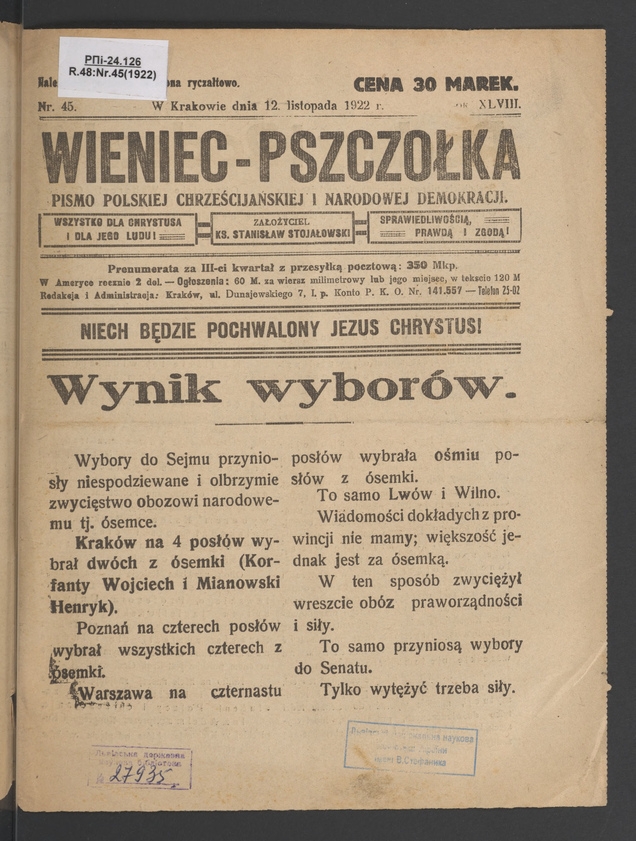 РПі-24.126
R.48:Nr.45(1922)
ona ryczałtowo.
CENA 30 MAREK.
Nr. 45.
W Krakowie dnia 12. listopada 1922 r.
XLVIII.
WIENIEC-PSZCZOŁKA
PISMO POLSKIEJ CHRZEŚCIJAŃSKIEJ I NARODOWEJ DEMOKRACJI.
WSZYSTKO DLA CHRYSTUSA
I DLA JEGO LUDU!
ZAŁOŻYCIEL
KS. STANISŁAW STOJAŁOWSKI
SPRAWIEDLIWOŚCIĄ,
PRAWDĄ I ZGODĄ!
Prenumerata za III-ci kwartał z przesyłką pocztową: 350 Mkp.
W Ameryce rocznie 2 dol. — Ogłoszenia: 60 M. za wiersz milimetrowy lub jego miejsce, w tekscie 120 M
Redakcja i Administracja: Kraków, ul. Dunajewskiego 7, I. p. Konto P. K. O. Nr. 141.557 — Telefon 25-02
NIECH BĘDZIE POCHWALONY JEZUS CHRYSTUS!
Wynik wyborów.
Wybory do Sejmu przynio-
sły niespodziewane i olbrzymie
zwycięstwo obozowi narodowe-
mu tj. ósemce.
Kraków na 4 posłów wy-
brał dwóch z ósemki (Kor-
fanty Wojciech i Mianowski
Henryk).
Poznań na czterech posłów
wybrał wszystkich czterech z
ósemki.
Warszawa na czternastu
posłów wybrała ośmiu po-
słów z ósemki.
To samo Lwów i Wilno.
Wiadomości dokładych z pro-
wincji nie mamy; większość je-
dnak jest za ósemką.
W ten sposób zwyciężył
wreszcie obóz praworządności
i siły.
To samo przyniosą wybory
do Senatu.
Tylko wytężyć trzeba siły.
27935
наукова
В.Стефаника